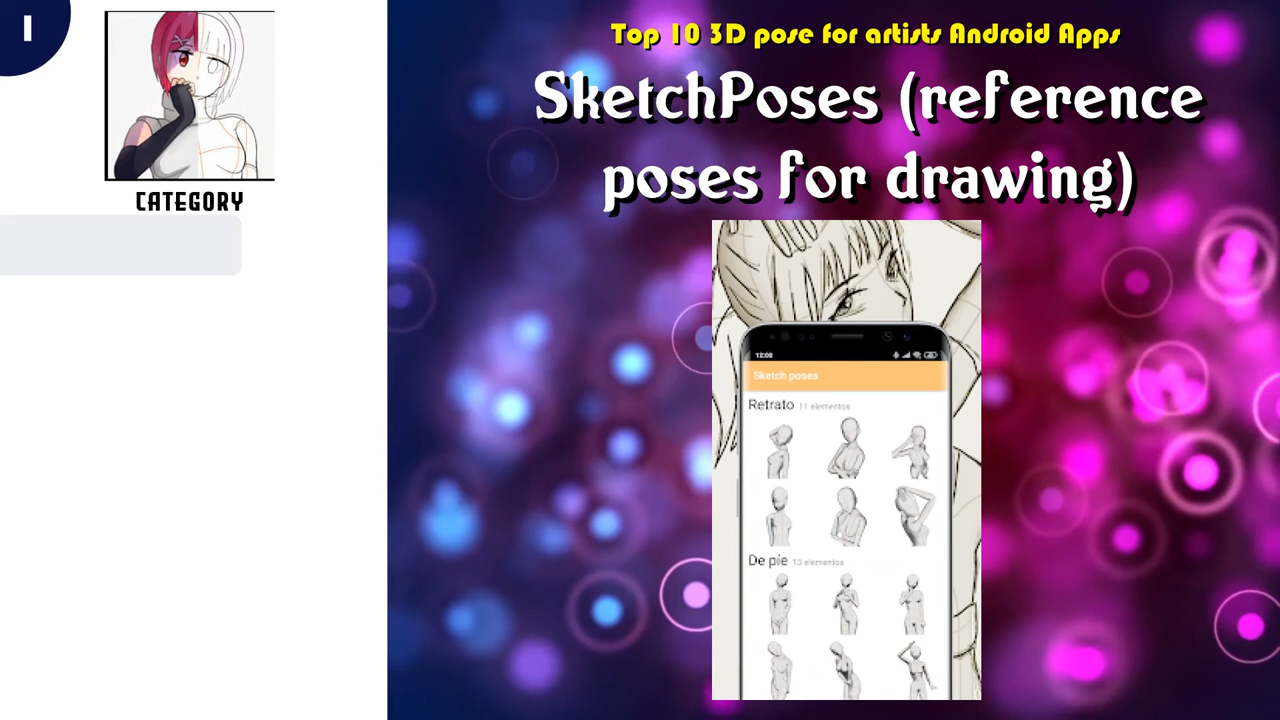 1
CATEGORY
Top 10 3D pose for artists Android Apps
SketchPoses (reference
poses for drawing)
12:08
Sketch poses
Retrato 11 elementos
De pie 13 elementos